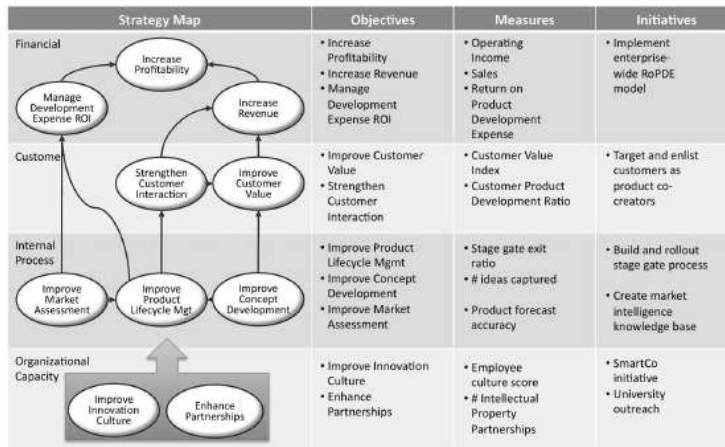 Strategy Map
Objectives
Measures
Initiatives
Financial
Increase
Profitability
Manage
Development
Expense ROI
Increase
Revenue
• Increase
Profitability
• Increase Revenue
• Manage
Development
Expense ROI
• Operating
Income
• Sales
• Return on
Product
Development
Expense
• Implement
enterprise-
wide RoPDE
model
Custome
Strengthen
Customer
Interaction
Improve
Customer
Value
• Improve Customer
Value
• Strengthen
Customer
Interaction
• Customer Value
Index
• Customer Product
Development Ratio
• Target and enlist
customers as
product co-
creators
Internal
Process
Improve
Market
Assessment
Improve
Product
Lifecycle Mgt
Improve
Concept
Development
• Improve Product
Lifecycle Mgmt
• Improve Concept
Development
• Improve Market
Assessment
• Stage gate exit
ratio
• # ideas captured
• Product forecast
accuracy
• Build and rollout
stage gate process
• Create market
intelligence
knowledge base
Organizational
Capacity
Improve
Innovation
Culture
Enhance
Partnerships
• Improve Innovation
Culture
• Enhance
Partnerships
• Employee
culture score
• # Intellectual
Property
Partnerships
• SmartCo
initiative
• University
outreach